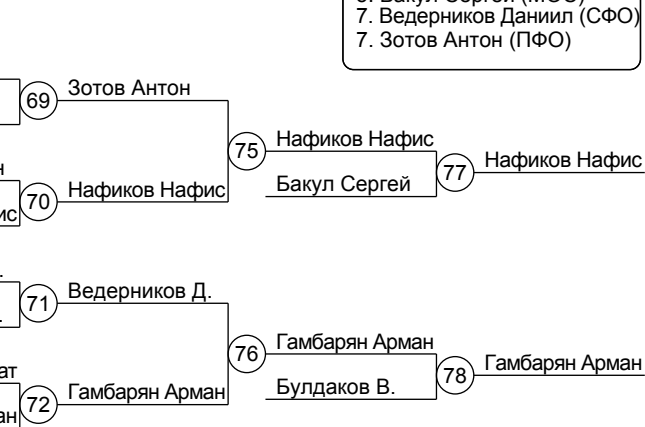 7. Ведерников Даниил (СФО)
7. Зотов Антон (ПФО)
69 Зотов Антон
75 Нафиков Нафис
77 Нафиков Нафис
Бакул Сергей
70 Нафиков Нафис
71 Ведерников Д.
76 Гамбарян Арман
78 Гамбарян Арман
Булдаков В.
72 Гамбарян Арман